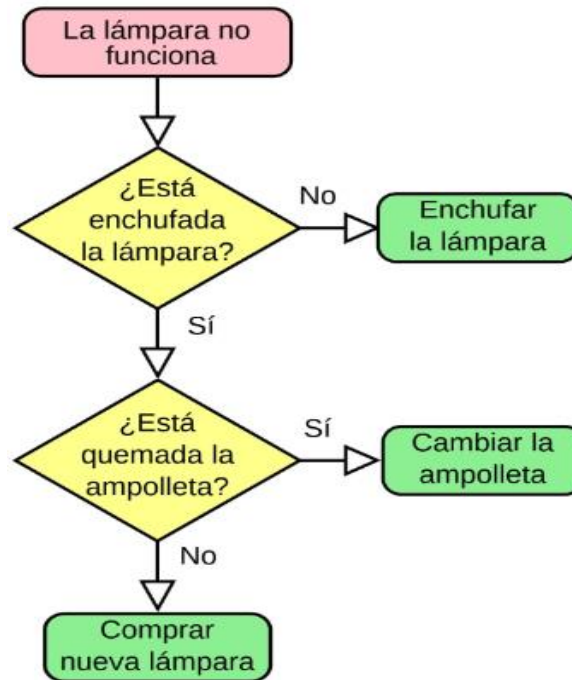 La lámpara no
funciona
¿Está
enchufada
la lámpara?
No
Enchufar
la lámpara
Sí
¿Está
quemada la
ampolleta?
Sí
Cambiar la
ampolleta
No
Comprar
nueva lámpara